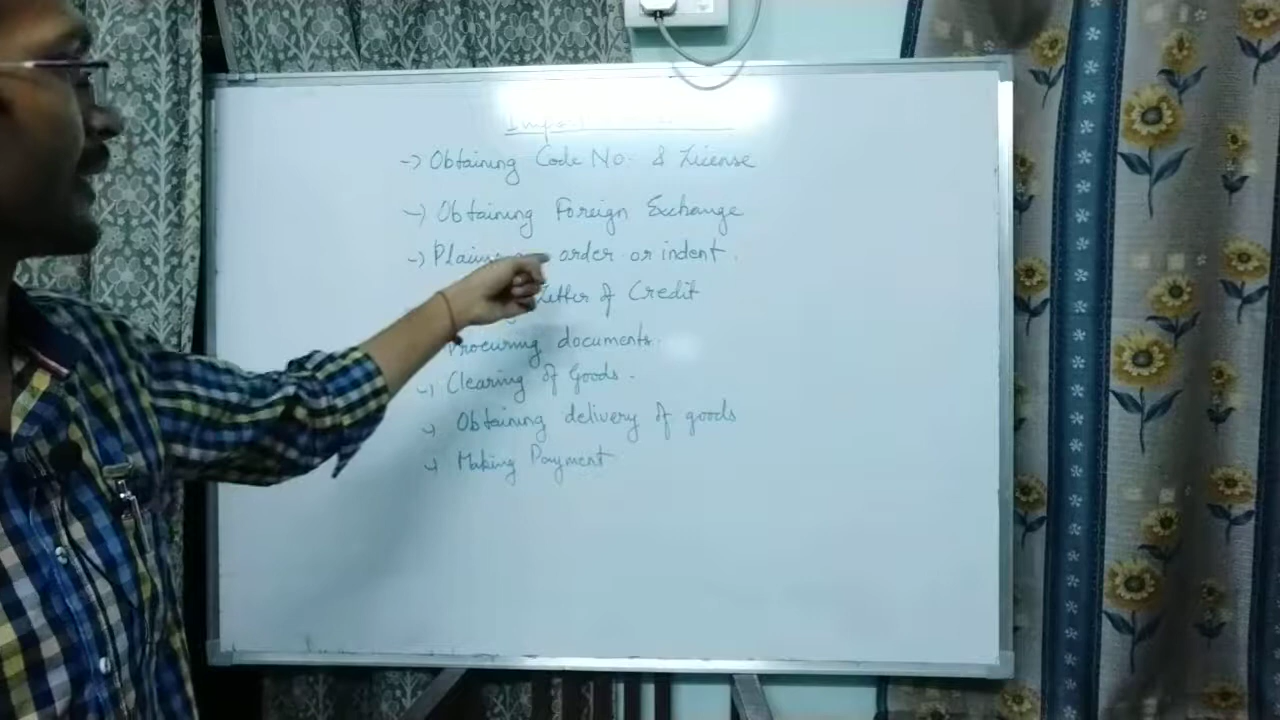 -> Obtaining Code No. & License
-> Obtaining Foreign Exchange
-> order or indent.
Letter of Credit
Procuring documents.
-> Clearing of Goods.
-> Obtaining delivery of goods
-> Making Payment